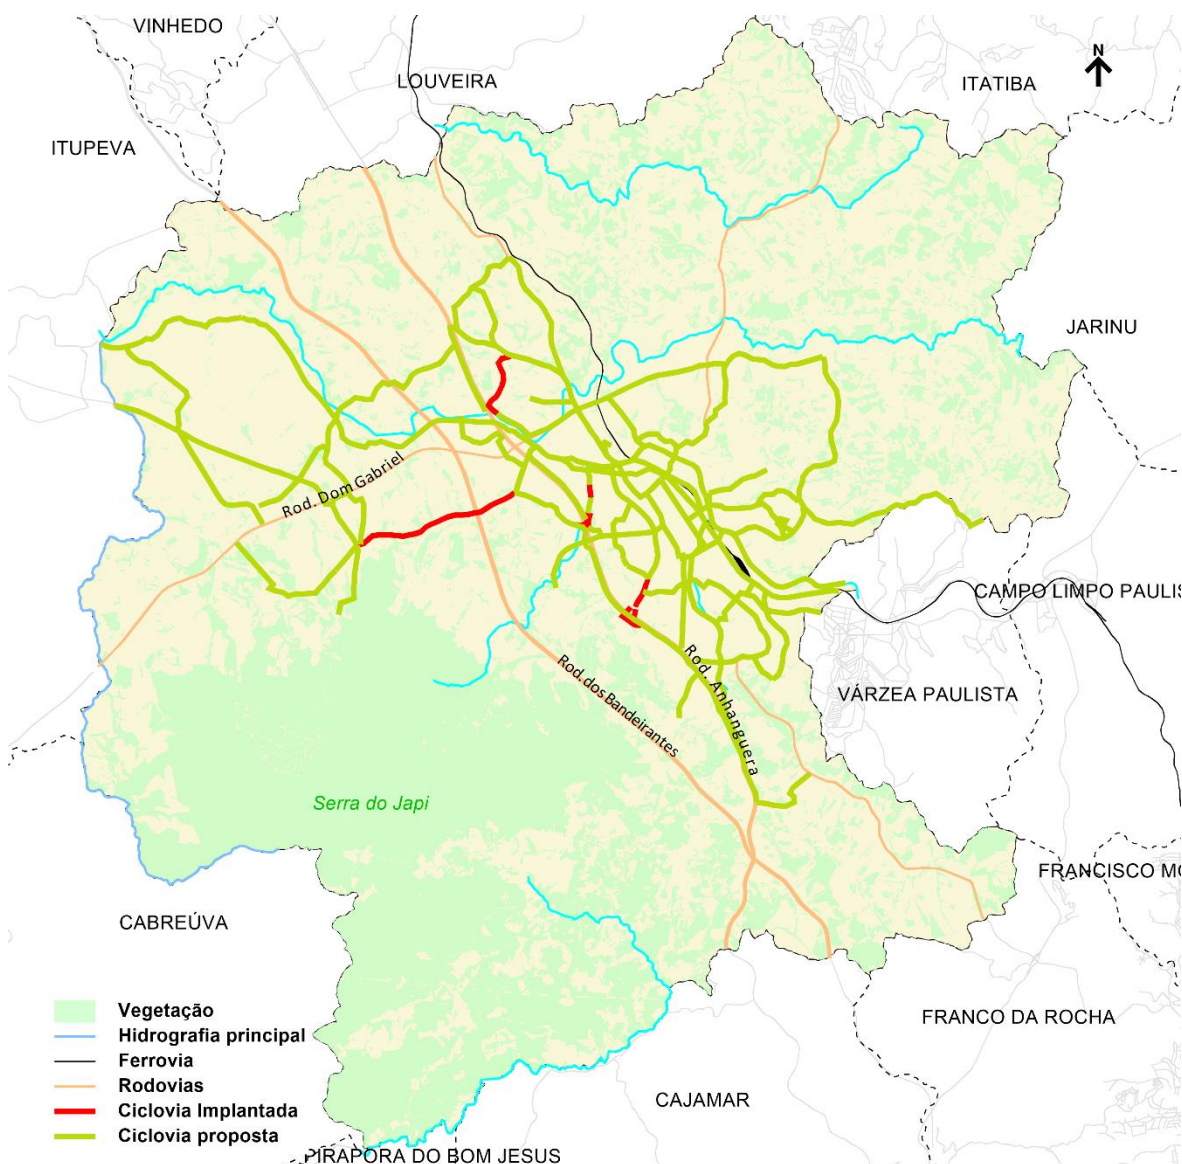 VINHEDO
N
LOUVEIRA
ITATIBA
ITUPEVA
JARINU
Rod. Dom Gabriel
CAMPO LIMPO PAULIS
Rod. Anhanguera
Rod. dos Bandeirantes
VÁRZEA PAULISTA
Serra do Japi
FRANCISCO MO
CABREÚVA
Vegetação
Hidrografia principal
FRANCO DA ROCHA
Ferrovia
Rodovias
CAJAMAR
Ciclovia Implantada
Ciclovia proposta
PIRAPORA DO BOM JESUS